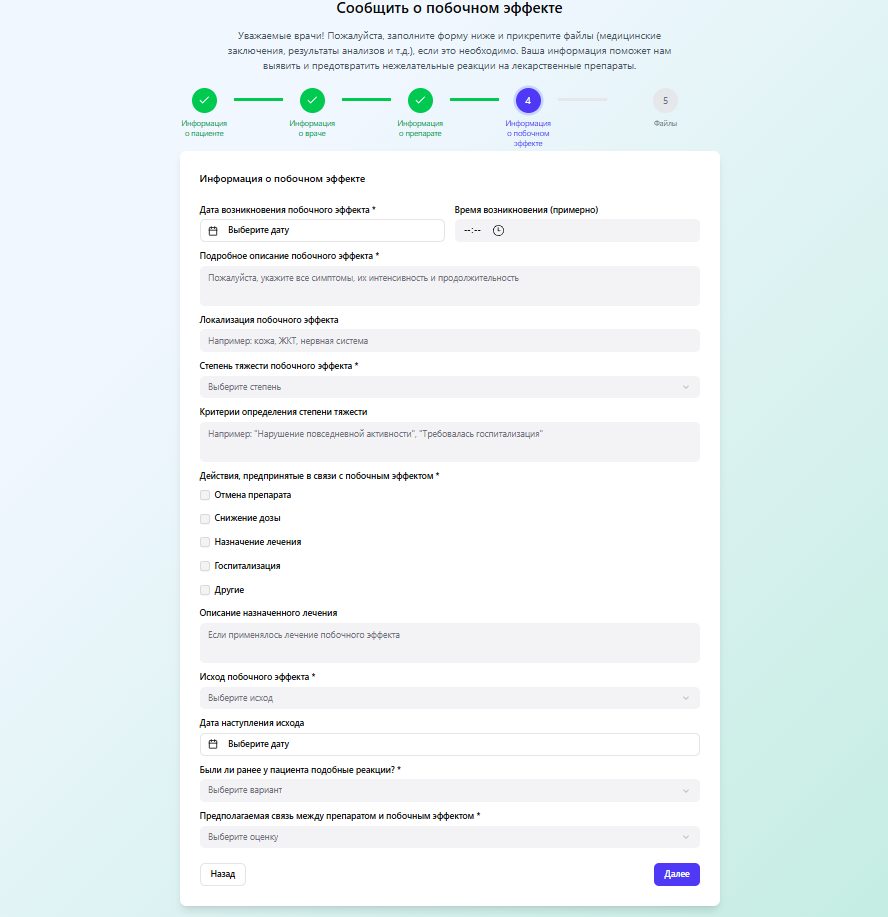 Сообщить о побочном эффекте
Уважаемые врачи! Пожалуйста, заполните форму ниже и прикрепите файлы (медицинские
заключения, результаты анализов и т.д.), если это необходимо. Ваша информация поможет нам
выявить и предотвратить нежелательные реакции на лекарственные препараты.
4
5
Информация
о пациенте
Информация
о враче
Информация
о препарате
Информация
о побочном
эффекте
Файлы
Информация о побочном эффекте
Дата возникновения побочного эффекта *
Время возникновения (примерно)
Выберите дату
--:--
Подробное описание побочного эффекта *
Пожалуйста, укажите все симптомы, их интенсивность и продолжительность
Локализация побочного эффекта
Например: кожа, ЖКТ, нервная система
Степень тяжести побочного эффекта *
Выберите степень
Критерии определения степени тяжести
Например: "Нарушение повседневной активности", "Требовалась госпитализация"
Действия, предпринятые в связи с побочным эффектом *
Отмена препарата
Снижение дозы
Назначение лечения
Госпитализация
Другие
Описание назначенного лечения
Если применялось лечение побочного эффекта
Исход побочного эффекта *
Выберите исход
Дата наступления исхода
Выберите дату
Были ли ранее у пациента подобные реакции? *
Выберите вариант
Предполагаемая связь между препаратом и побочным эффектом *
Выберите оценку
Назад
Далее